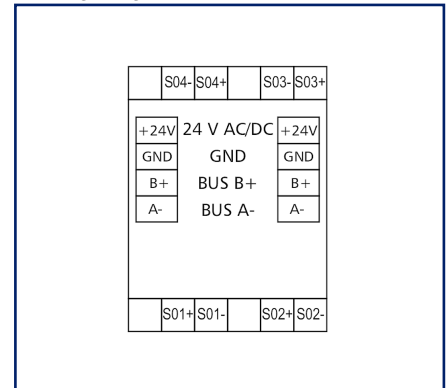 S04- S04+ S03- S03+
+24V 24 V AC/DC +24V
GND GND GND
B+ BUS B+ B+
A- BUS A- A-
S01+ S01- S02+ S02-